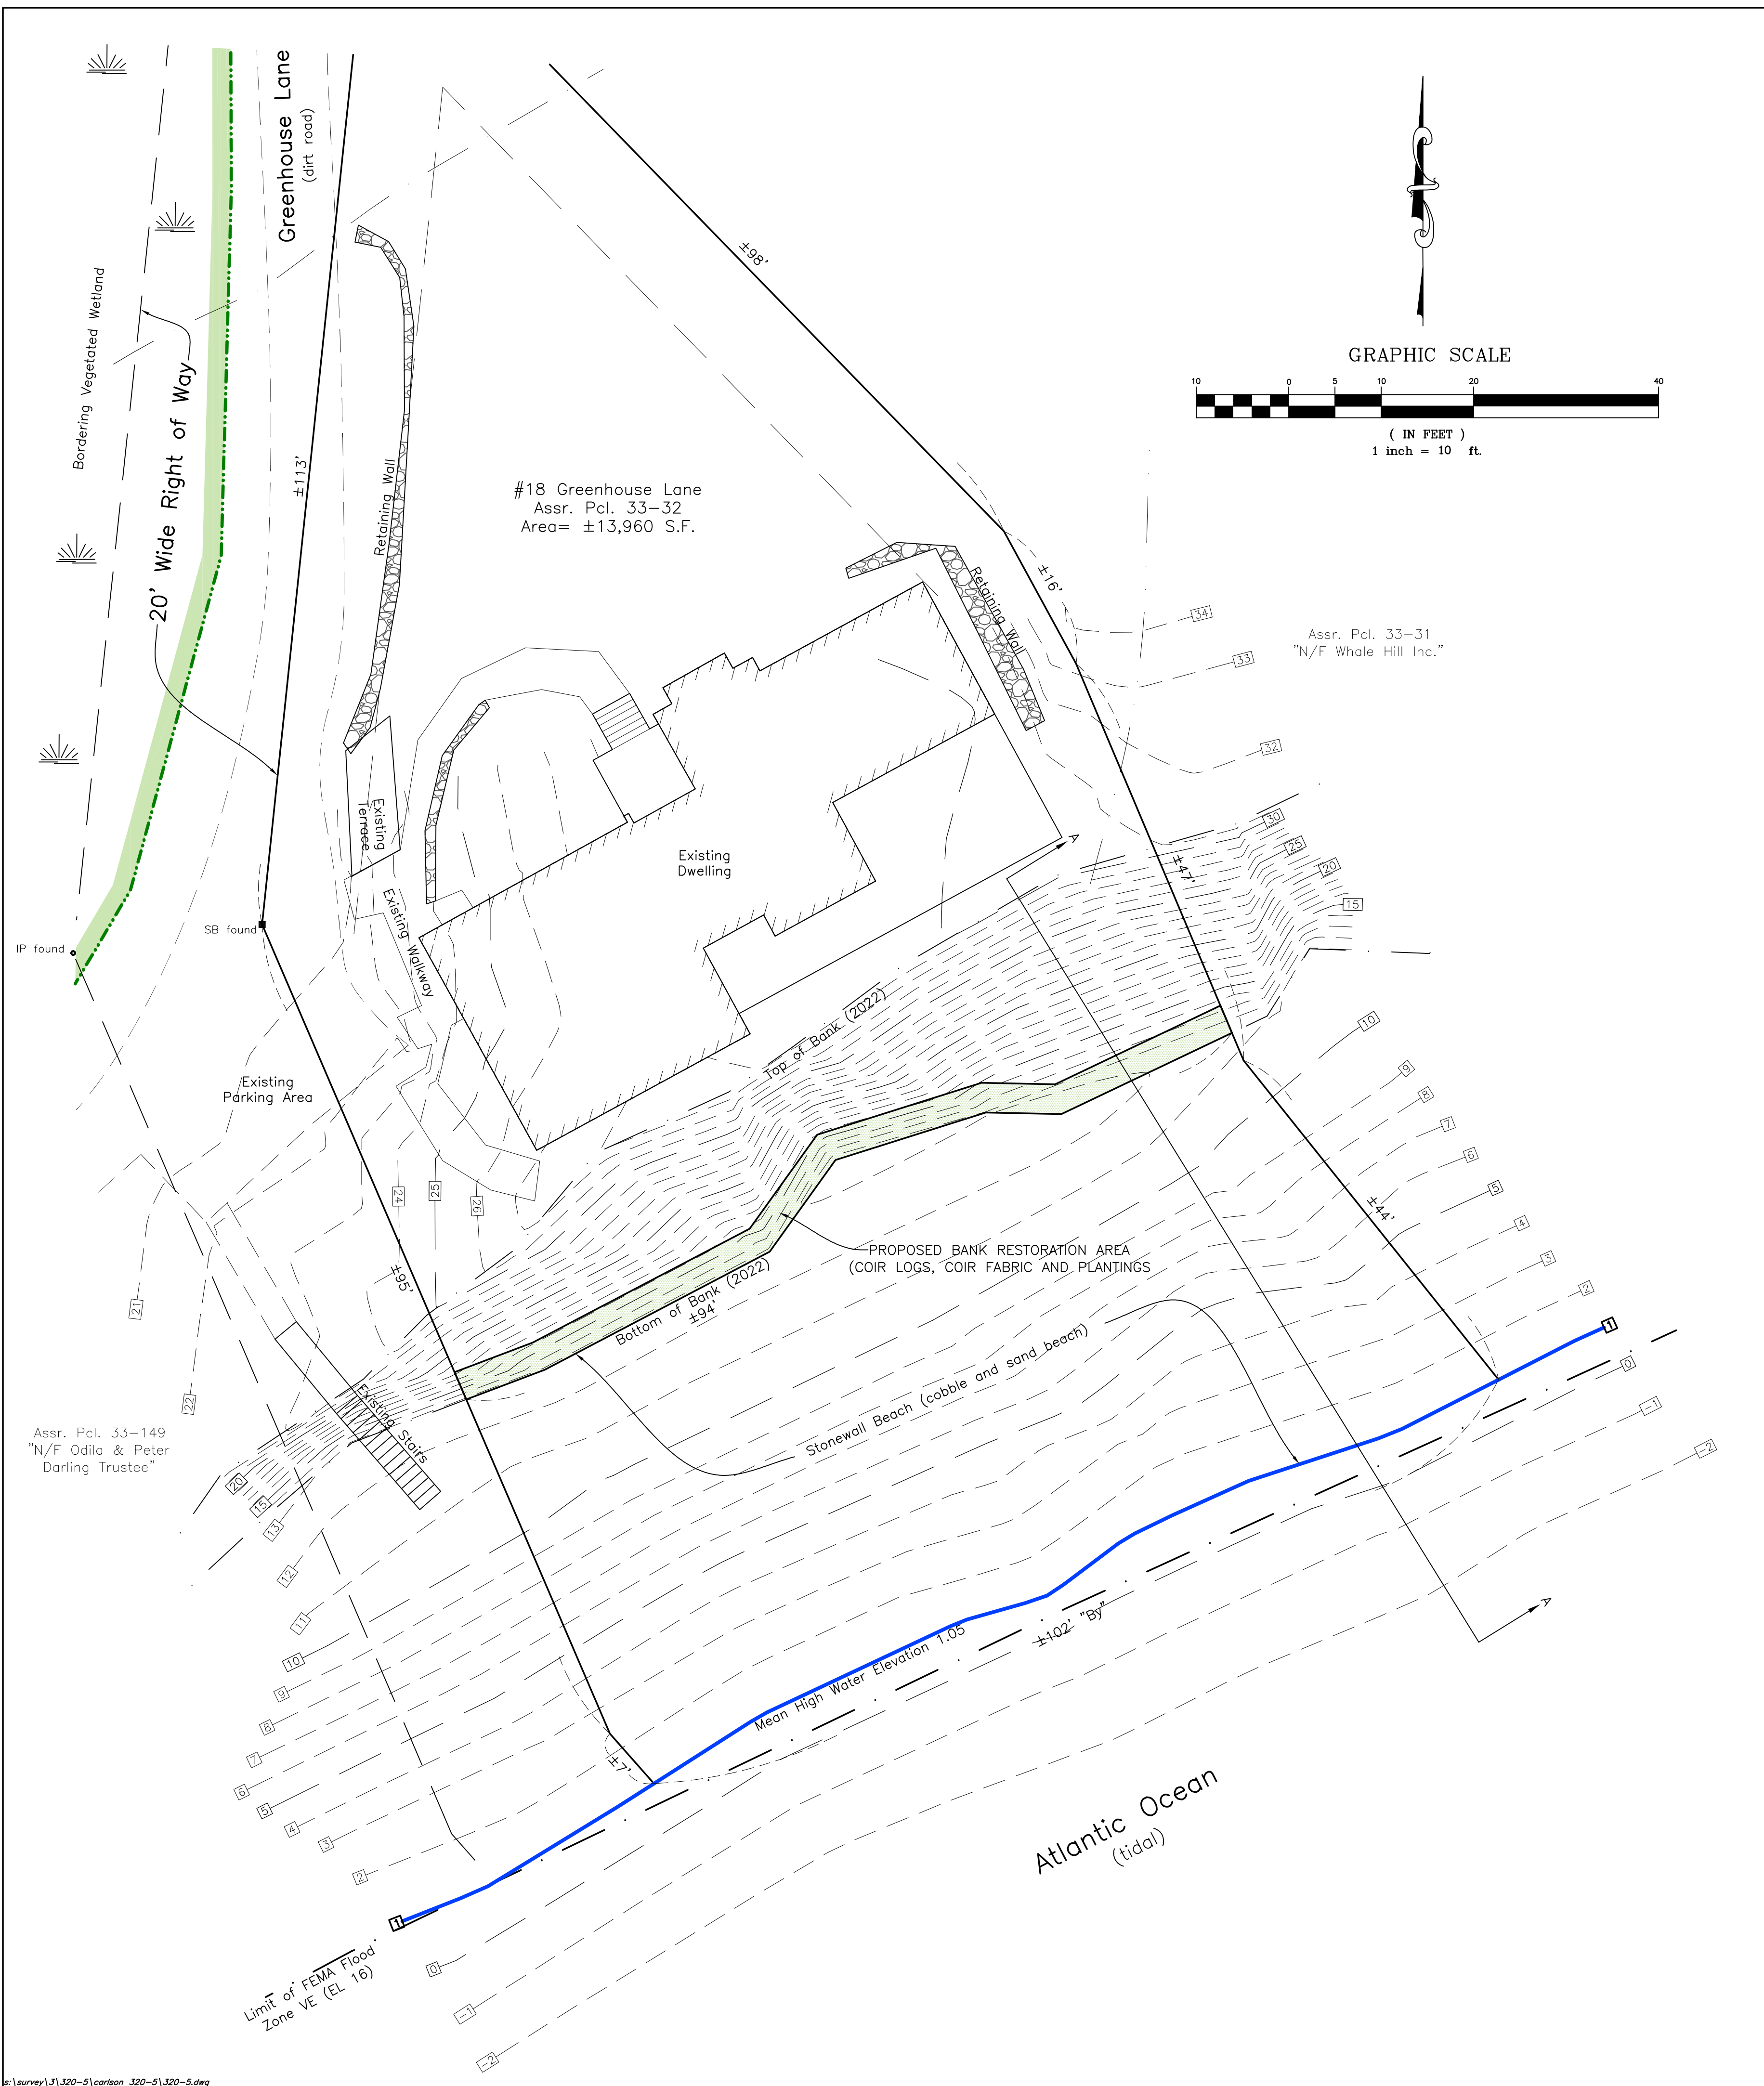 Greenhouse Lane
(dirt road)
Bordering Vegetated Wetland
20' Wide Right of Way
±113'
±98'
Retaining Wall
#18 Greenhouse Lane
Assr. Pcl. 33-32
Area= ±13,960 S.F.
GRAPHIC SCALE
10 0 5 10 20 40
( IN FEET )
1 inch = 10 ft.
±16'
Retaining Wall
34
33
32
30
25
20
15
Assr. Pcl. 33-31
"N/F Whale Hill Inc."
Existing
Terrace
Existing
Dwelling
A
±47'
SB found
IP found
Existing Walkway
Top of Bank (2022)
Existing
Parking Area
10
9
8
7
6
5
4
3
2
1
0
-1
-2
24
25
26
21
22
±95'
±44'
PROPOSED BANK RESTORATION AREA
(COIR LOGS, COIR FABRIC AND PLANTINGS
Bottom of Bank (2022)
±94'
Stonewall Beach (cobble and sand beach)
Existing Stairs
Assr. Pcl. 33-149
"N/F Odila & Peter
Darling Trustee"
20
15
13
12
11
10
9
8
7
6
5
4
3
2
1
0
-1
-2
A
±102' "By"
Mean High Water Elevation 1.05
±7'
Atlantic Ocean
(tidal)
Limit of FEMA Flood
Zone VE (EL 16)
s:\survey\3\320-5\carlson 320-5\320-5.dwg